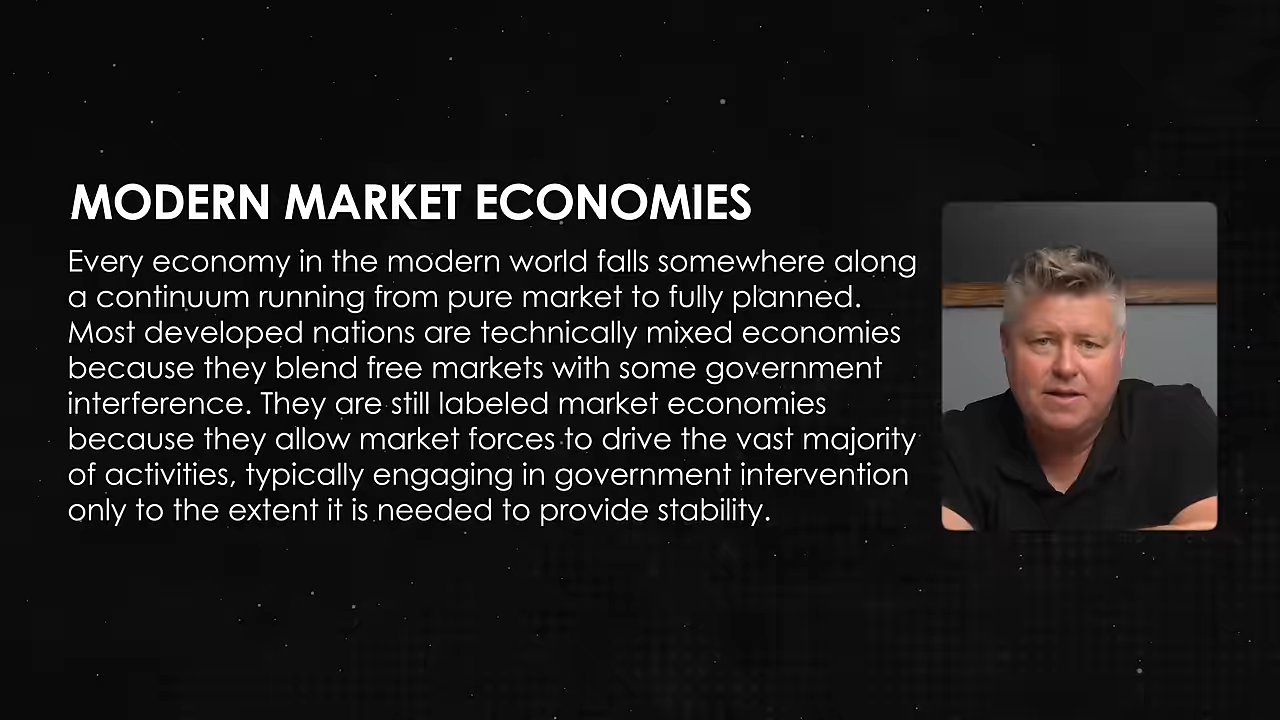 MODERN MARKET ECONOMIES
Every economy in the modern world falls somewhere along
a continuum running from pure market to fully planned.
Most developed nations are technically mixed economies
because they blend free markets with some government
interference. They are still labeled market economies
because they allow market forces to drive the vast majority
of activities, typically engaging in government intervention
only to the extent it is needed to provide stability.